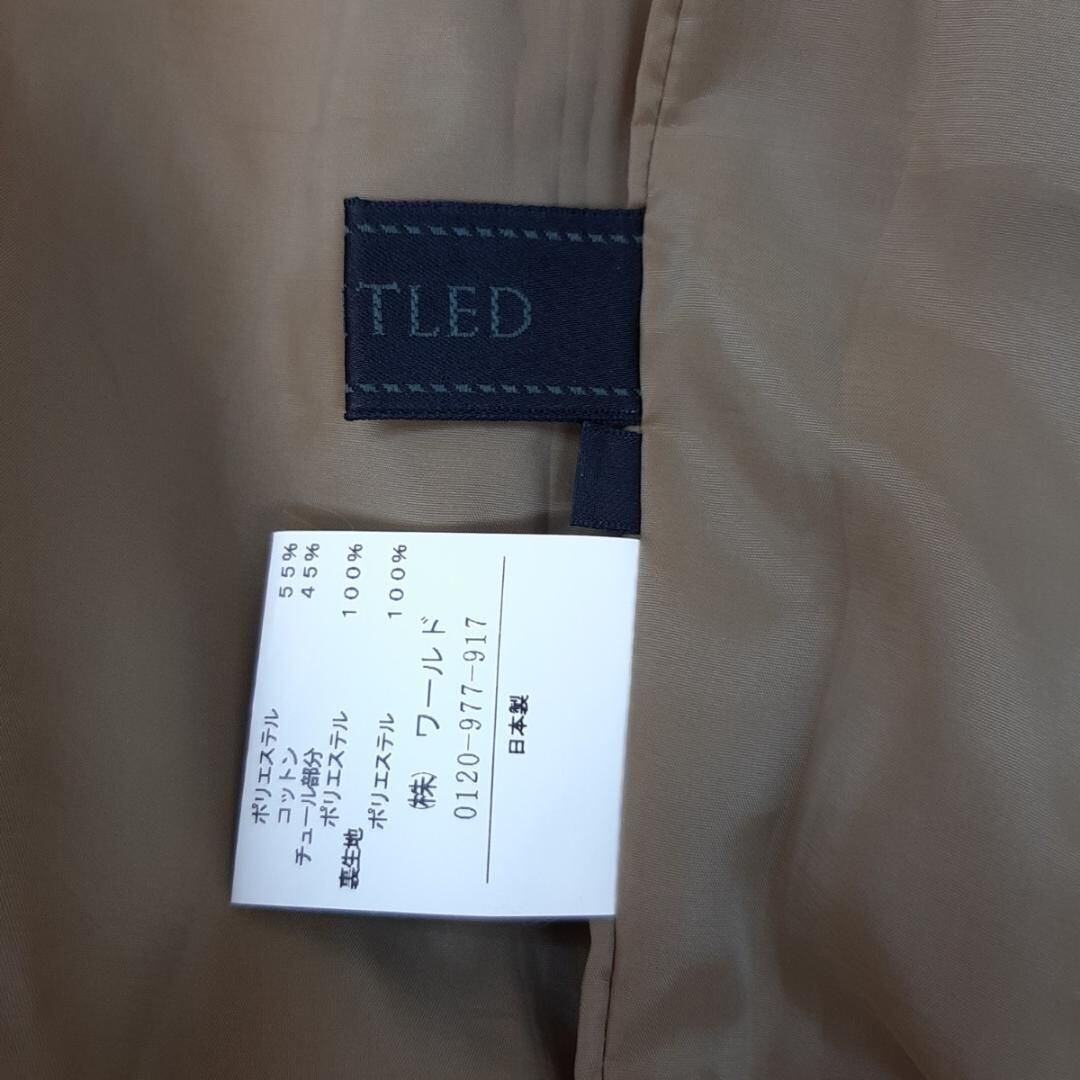 TLED
ポリエステル 55%
コットン 45%
チュール部分
ポリエステル 100%
裏生地
ポリエステル 100%
㈱ ワールド
0120-977-917
日本製